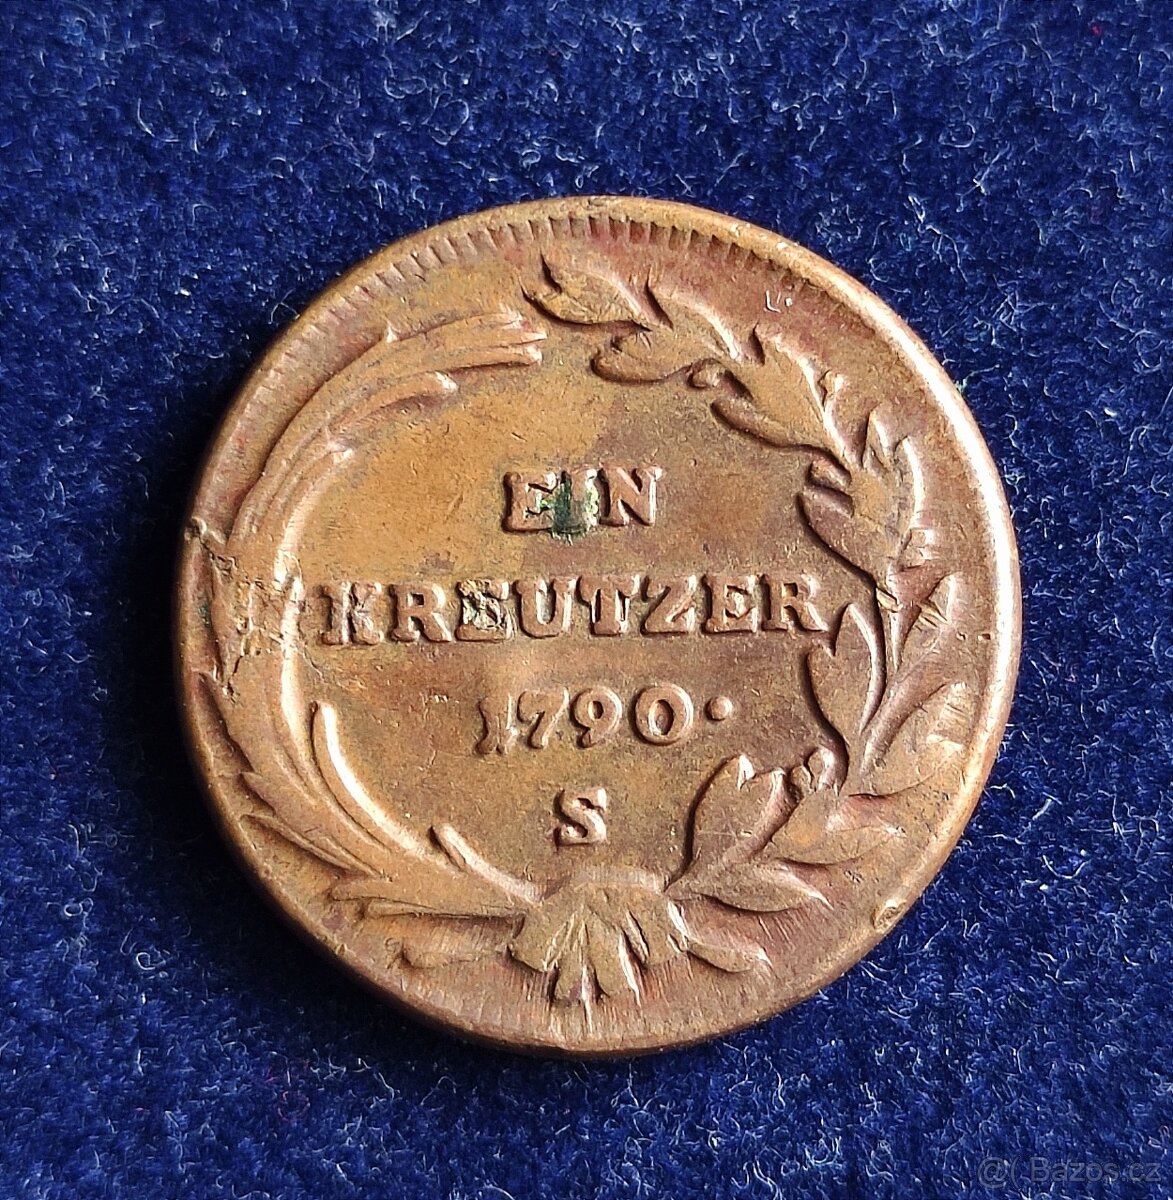 EIN
KREUTZER
1790·
S
@( Bazos.cz